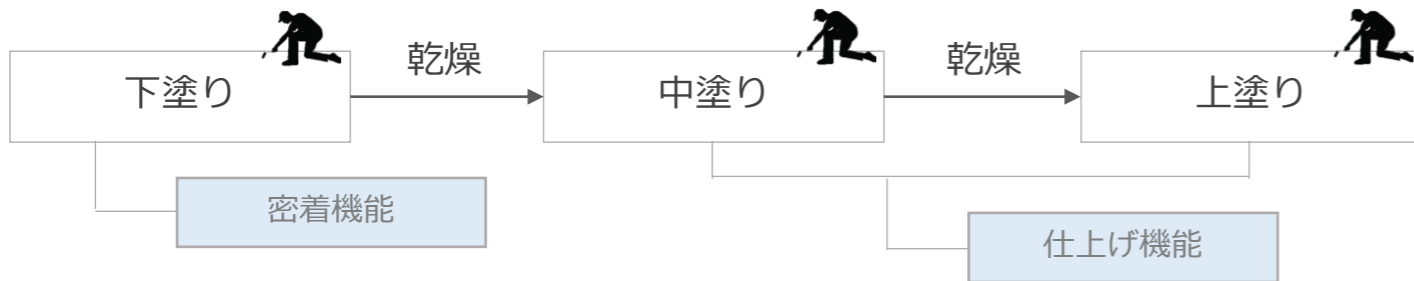 下塗り
乾燥
中塗り
乾燥
上塗り
密着機能
仕上げ機能